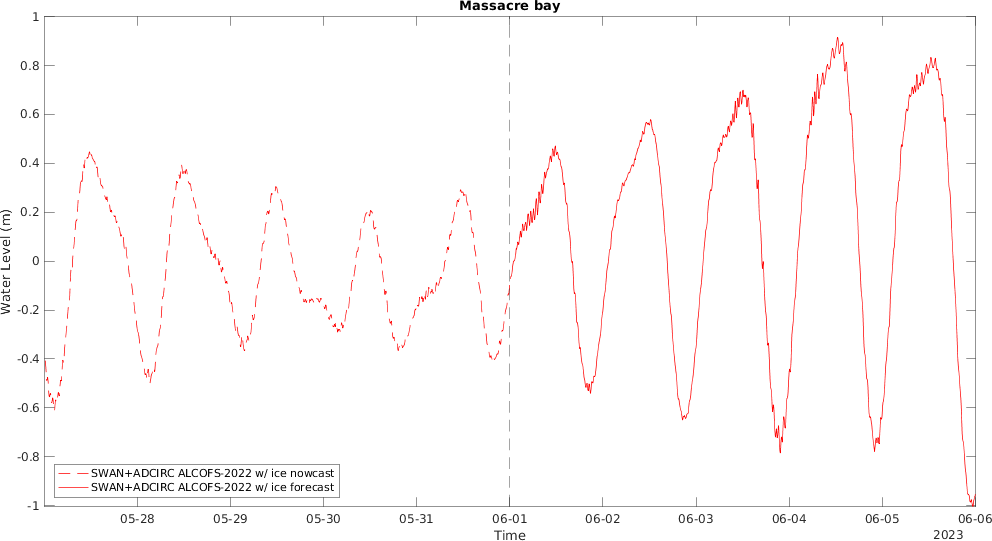 Massacre bay
1
0.8
0.6
0.4
0.2
0
-0.2
-0.4
-0.6
-0.8
-1
Water Level (m)
SWAN+ADCIRC ALCOFS-2022 w/ ice nowcast
SWAN+ADCIRC ALCOFS-2022 w/ ice forecast
05-28 05-29 05-30 05-31 06-01 06-02 06-03 06-04 06-05 06-06
Time
2023